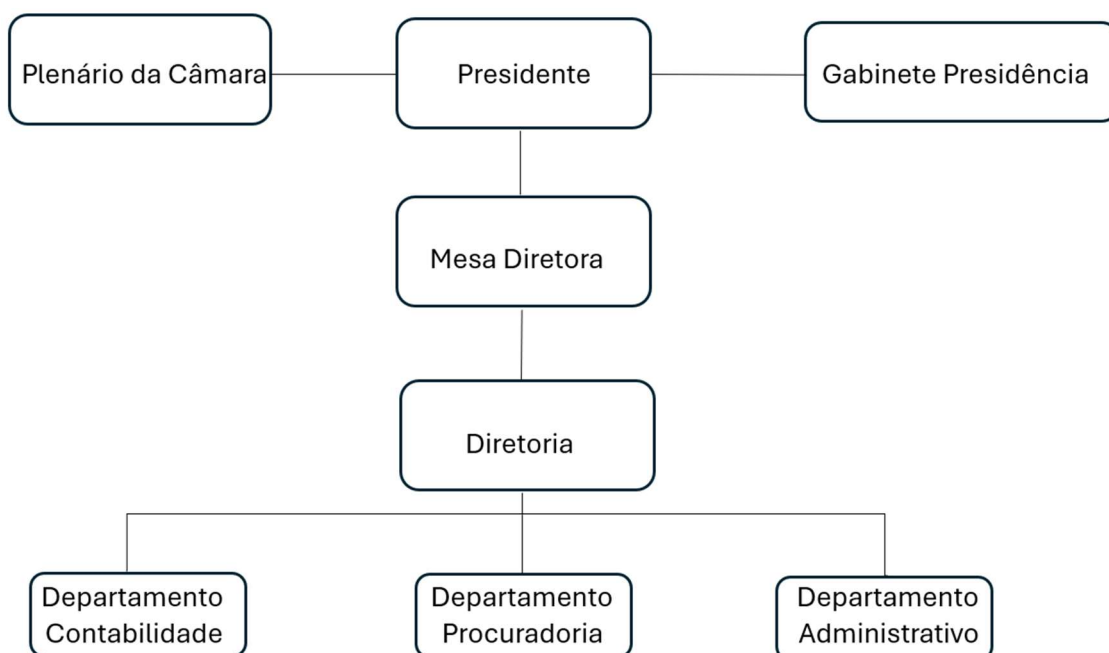 Plenário da Câmara
Presidente
Gabinete Presidência
Mesa Diretora
Diretoria
Departamento
Contabilidade
Departamento
Procuradoria
Departamento
Administrativo